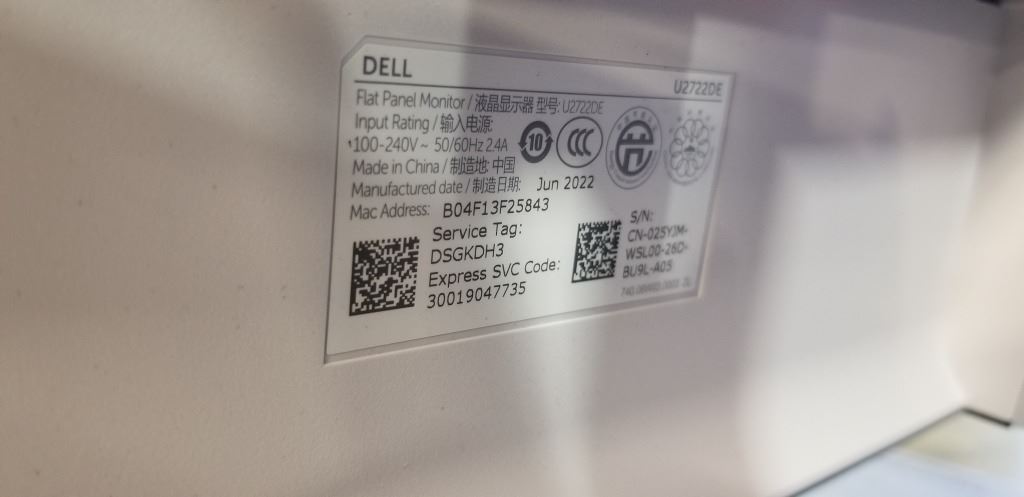 DELL
U2722DE
Flat Panel Monitor / 液晶显示器 型号: U2722DE
Input Rating / 输入电源:
100-240V ~ 50/60Hz 2.4A
10
Made in China / 制造地: 中国
Manufactured date / 制造日期: Jun 2022
Mac Address: B04F13F25843
Service Tag:
DSGKDH3
Express SVC Code:
30019047735
S/N:
CN-025YJM-
WSL00-26D-
BU9L-A05